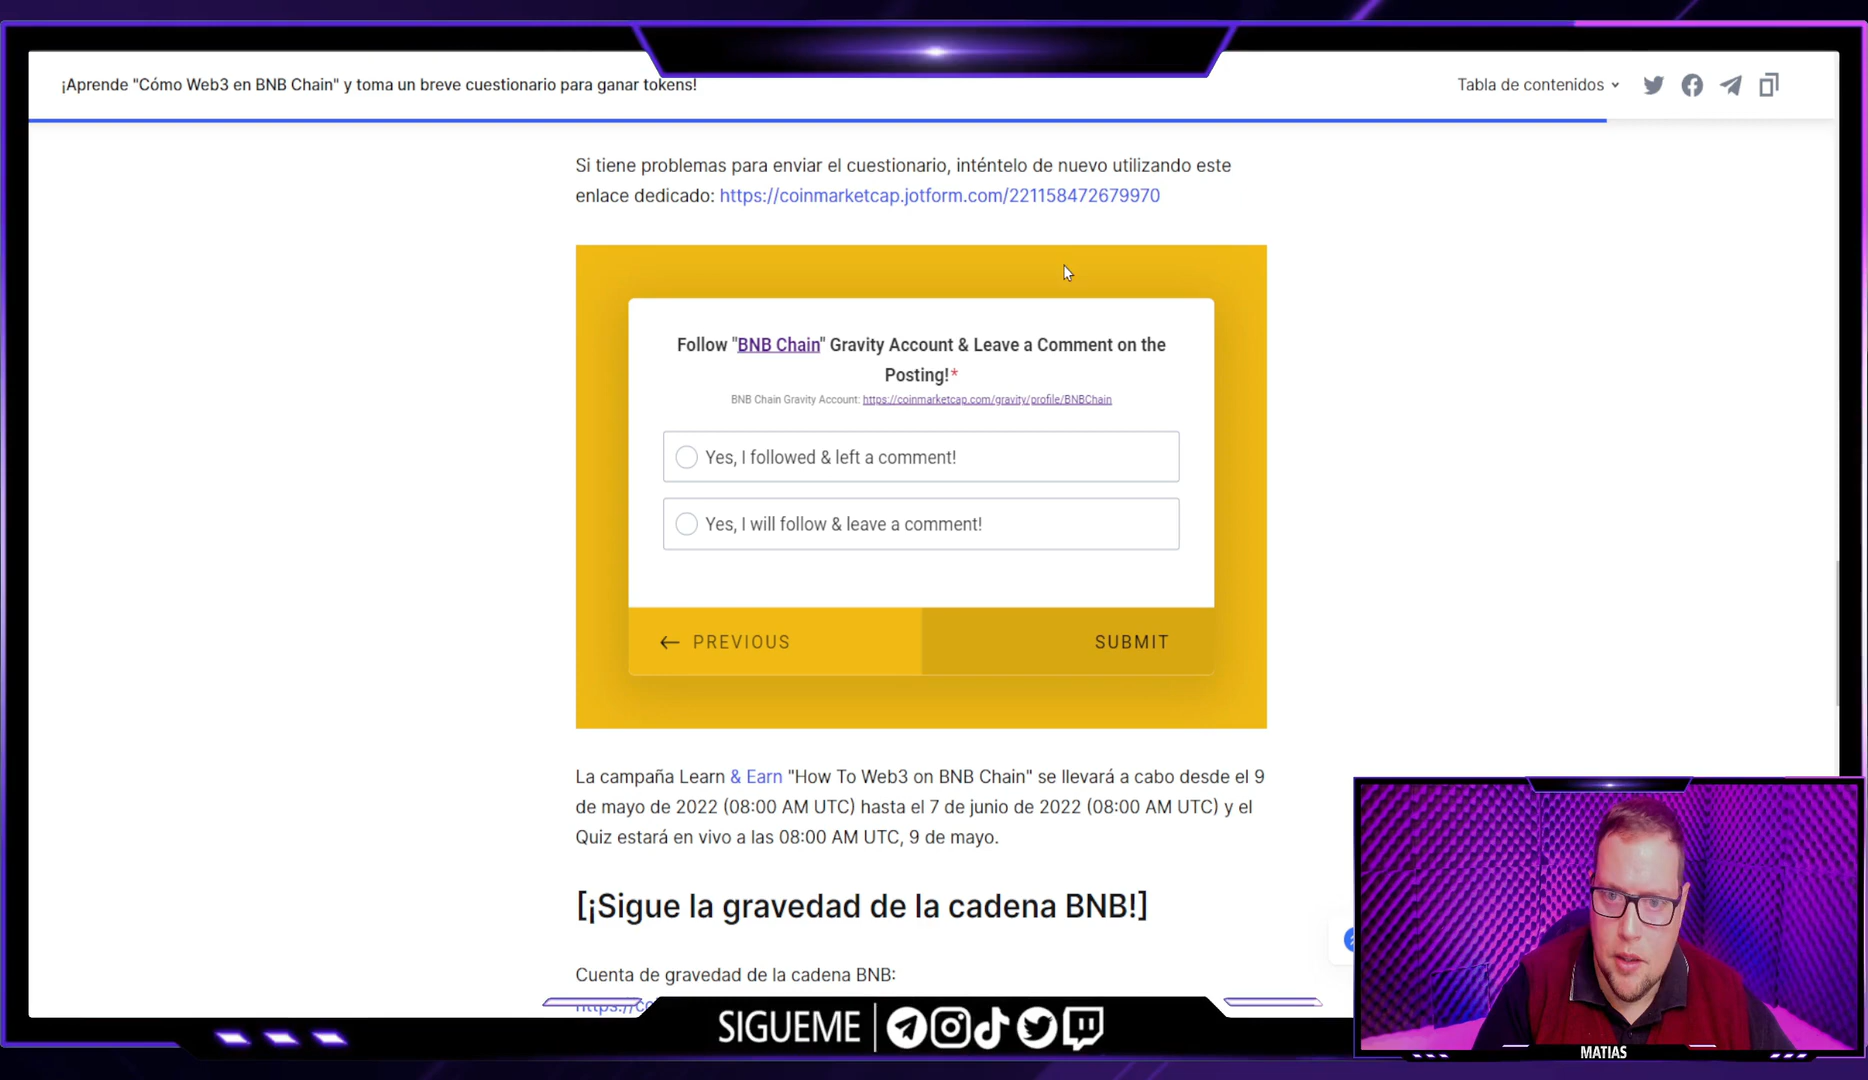 ¡Aprende "Cómo Web3 en BNB Chain" y toma un breve cuestionario para ganar tokens!
Tabla de contenidos
Si tiene problemas para enviar el cuestionario, inténtelo de nuevo utilizando este
enlace dedicado: https://coinmarketcap.jotform.com/221158472679970
Follow "BNB Chain" Gravity Account & Leave a Comment on the
Posting!*
BNB Chain Gravity Account: https://coinmarketcap.com/gravity/profile/BNBChain
Yes, I followed & left a comment!
Yes, I will follow & leave a comment!
← PREVIOUS
SUBMIT
La campaña Learn & Earn "How To Web3 on BNB Chain" se llevará a cabo desde el 9
de mayo de 2022 (08:00 AM UTC) hasta el 7 de junio de 2022 (08:00 AM UTC) y el
Quiz estará en vivo a las 08:00 AM UTC, 9 de mayo.
[¡Sigue la gravedad de la cadena BNB!]
Cuenta de gravedad de la cadena BNB:
SIGUEME
MATIAS